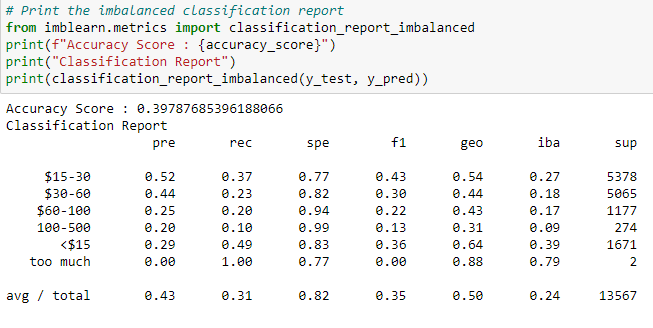 # Print the imbalanced classification report
from imblearn.metrics import classification_report_imbalanced
print(f"Accuracy Score : {accuracy_score}")
print("Classification Report")
print(classification_report_imbalanced(y_test, y_pred))
Accuracy Score : 0.39787685396188066
Classification Report
pre rec spe f1 geo iba sup
$15-30 0.52 0.37 0.77 0.43 0.54 0.27 5378
$30-60 0.44 0.23 0.82 0.30 0.44 0.18 5065
$60-100 0.25 0.20 0.94 0.22 0.43 0.17 1177
100-500 0.20 0.10 0.99 0.13 0.31 0.09 274
<$15 0.29 0.49 0.83 0.36 0.64 0.39 1671
too much 0.00 1.00 0.77 0.00 0.88 0.79 2
avg / total 0.43 0.31 0.82 0.35 0.50 0.24 13567